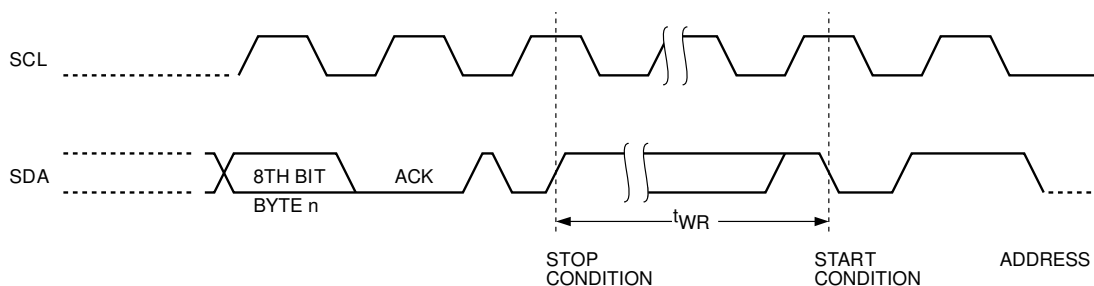 SCL
SDA
8TH BIT
ACK
BYTE n
tWR
STOP
CONDITION
START
CONDITION
ADDRESS